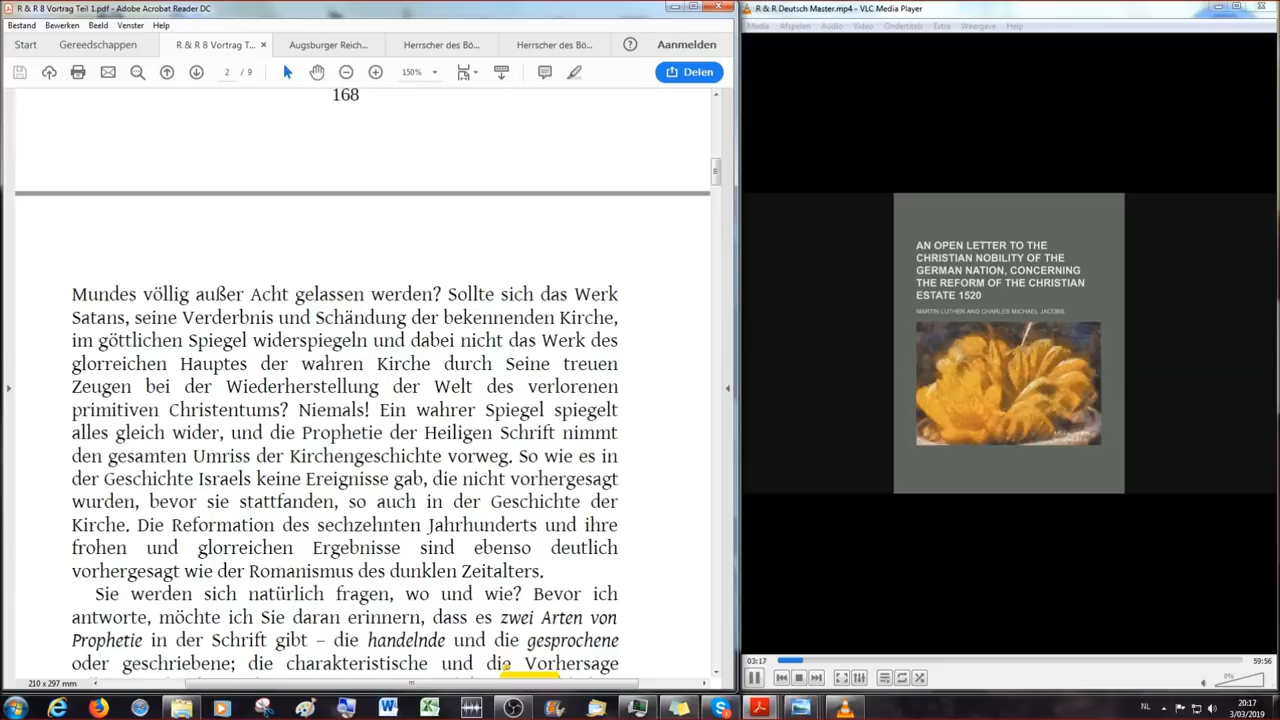 R & R 8 Vortrag Teil 1.pdf - Adobe Acrobat Reader DC
Bestand Bewerken Beeld Venster Help
Start Gereedschappen R & R 8 Vortrag T... × Augsburger Reich... Herrscher des Bö... Herrscher des Bö... ? Aanmelden
2 / 9 150% Delen
168
Mundes völlig außer Acht gelassen werden? Sollte sich das Werk
Satans, seine Verderbnis und Schändung der bekennenden Kirche,
im göttlichen Spiegel widerspiegeln und dabei nicht das Werk des
glorreichen Hauptes der wahren Kirche durch Seine treuen
Zeugen bei der Wiederherstellung der Welt des verlorenen
primitiven Christentums? Niemals! Ein wahrer Spiegel spiegelt
alles gleich wider, und die Prophetie der Heiligen Schrift nimmt
den gesamten Umriss der Kirchengeschichte vorweg. So wie es in
der Geschichte Israels keine Ereignisse gab, die nicht vorhergesagt
wurden, bevor sie stattfanden, so auch in der Geschichte der
Kirche. Die Reformation des sechzehnten Jahrhunderts und ihre
frohen und glorreichen Ergebnisse sind ebenso deutlich
vorhergesagt wie der Romanismus des dunklen Zeitalters.
Sie werden sich natürlich fragen, wo und wie? Bevor ich
antworte, möchte ich Sie daran erinnern, dass es zwei Arten von
Prophetie in der Schrift gibt – die handelnde und die gesprochene
oder geschriebene; die charakteristische und die Vorhersage
210 x 297 mm
R & R Deutsch Master.mp4 - VLC Media Player
Media Afspelen Audio Video Ondertitels Extra Weergave Help
AN OPEN LETTER TO THE
CHRISTIAN NOBILITY OF THE
GERMAN NATION, CONCERNING
THE REFORM OF THE CHRISTIAN
ESTATE 1520
MARTIN LUTHER AND CHARLES MICHAEL JACOBS
03:17 59:56
0%
NL 20:17
3/03/2019